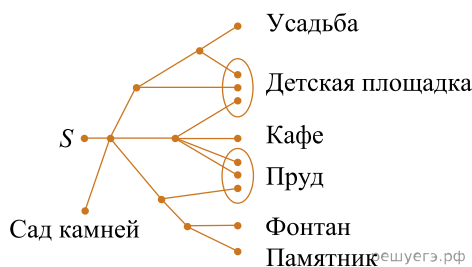 Усадьба
Детская площадка
S
Кафе
Пруд
Сад камней
Фонтан
Памятник
решуегэ.рф